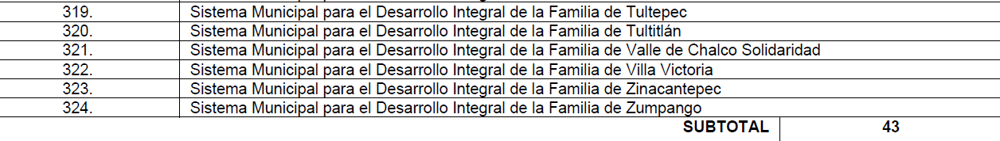 319. Sistema Municipal para el Desarrollo Integral de la Familia de Tultepec
320. Sistema Municipal para el Desarrollo Integral de la Familia de Tultitlán
321. Sistema Municipal para el Desarrollo Integral de la Familia de Valle de Chalco Solidaridad
322. Sistema Municipal para el Desarrollo Integral de la Familia de Villa Victoria
323. Sistema Municipal para el Desarrollo Integral de la Familia de Zinacantepec
324. Sistema Municipal para el Desarrollo Integral de la Familia de Zumpango
SUBTOTAL 43